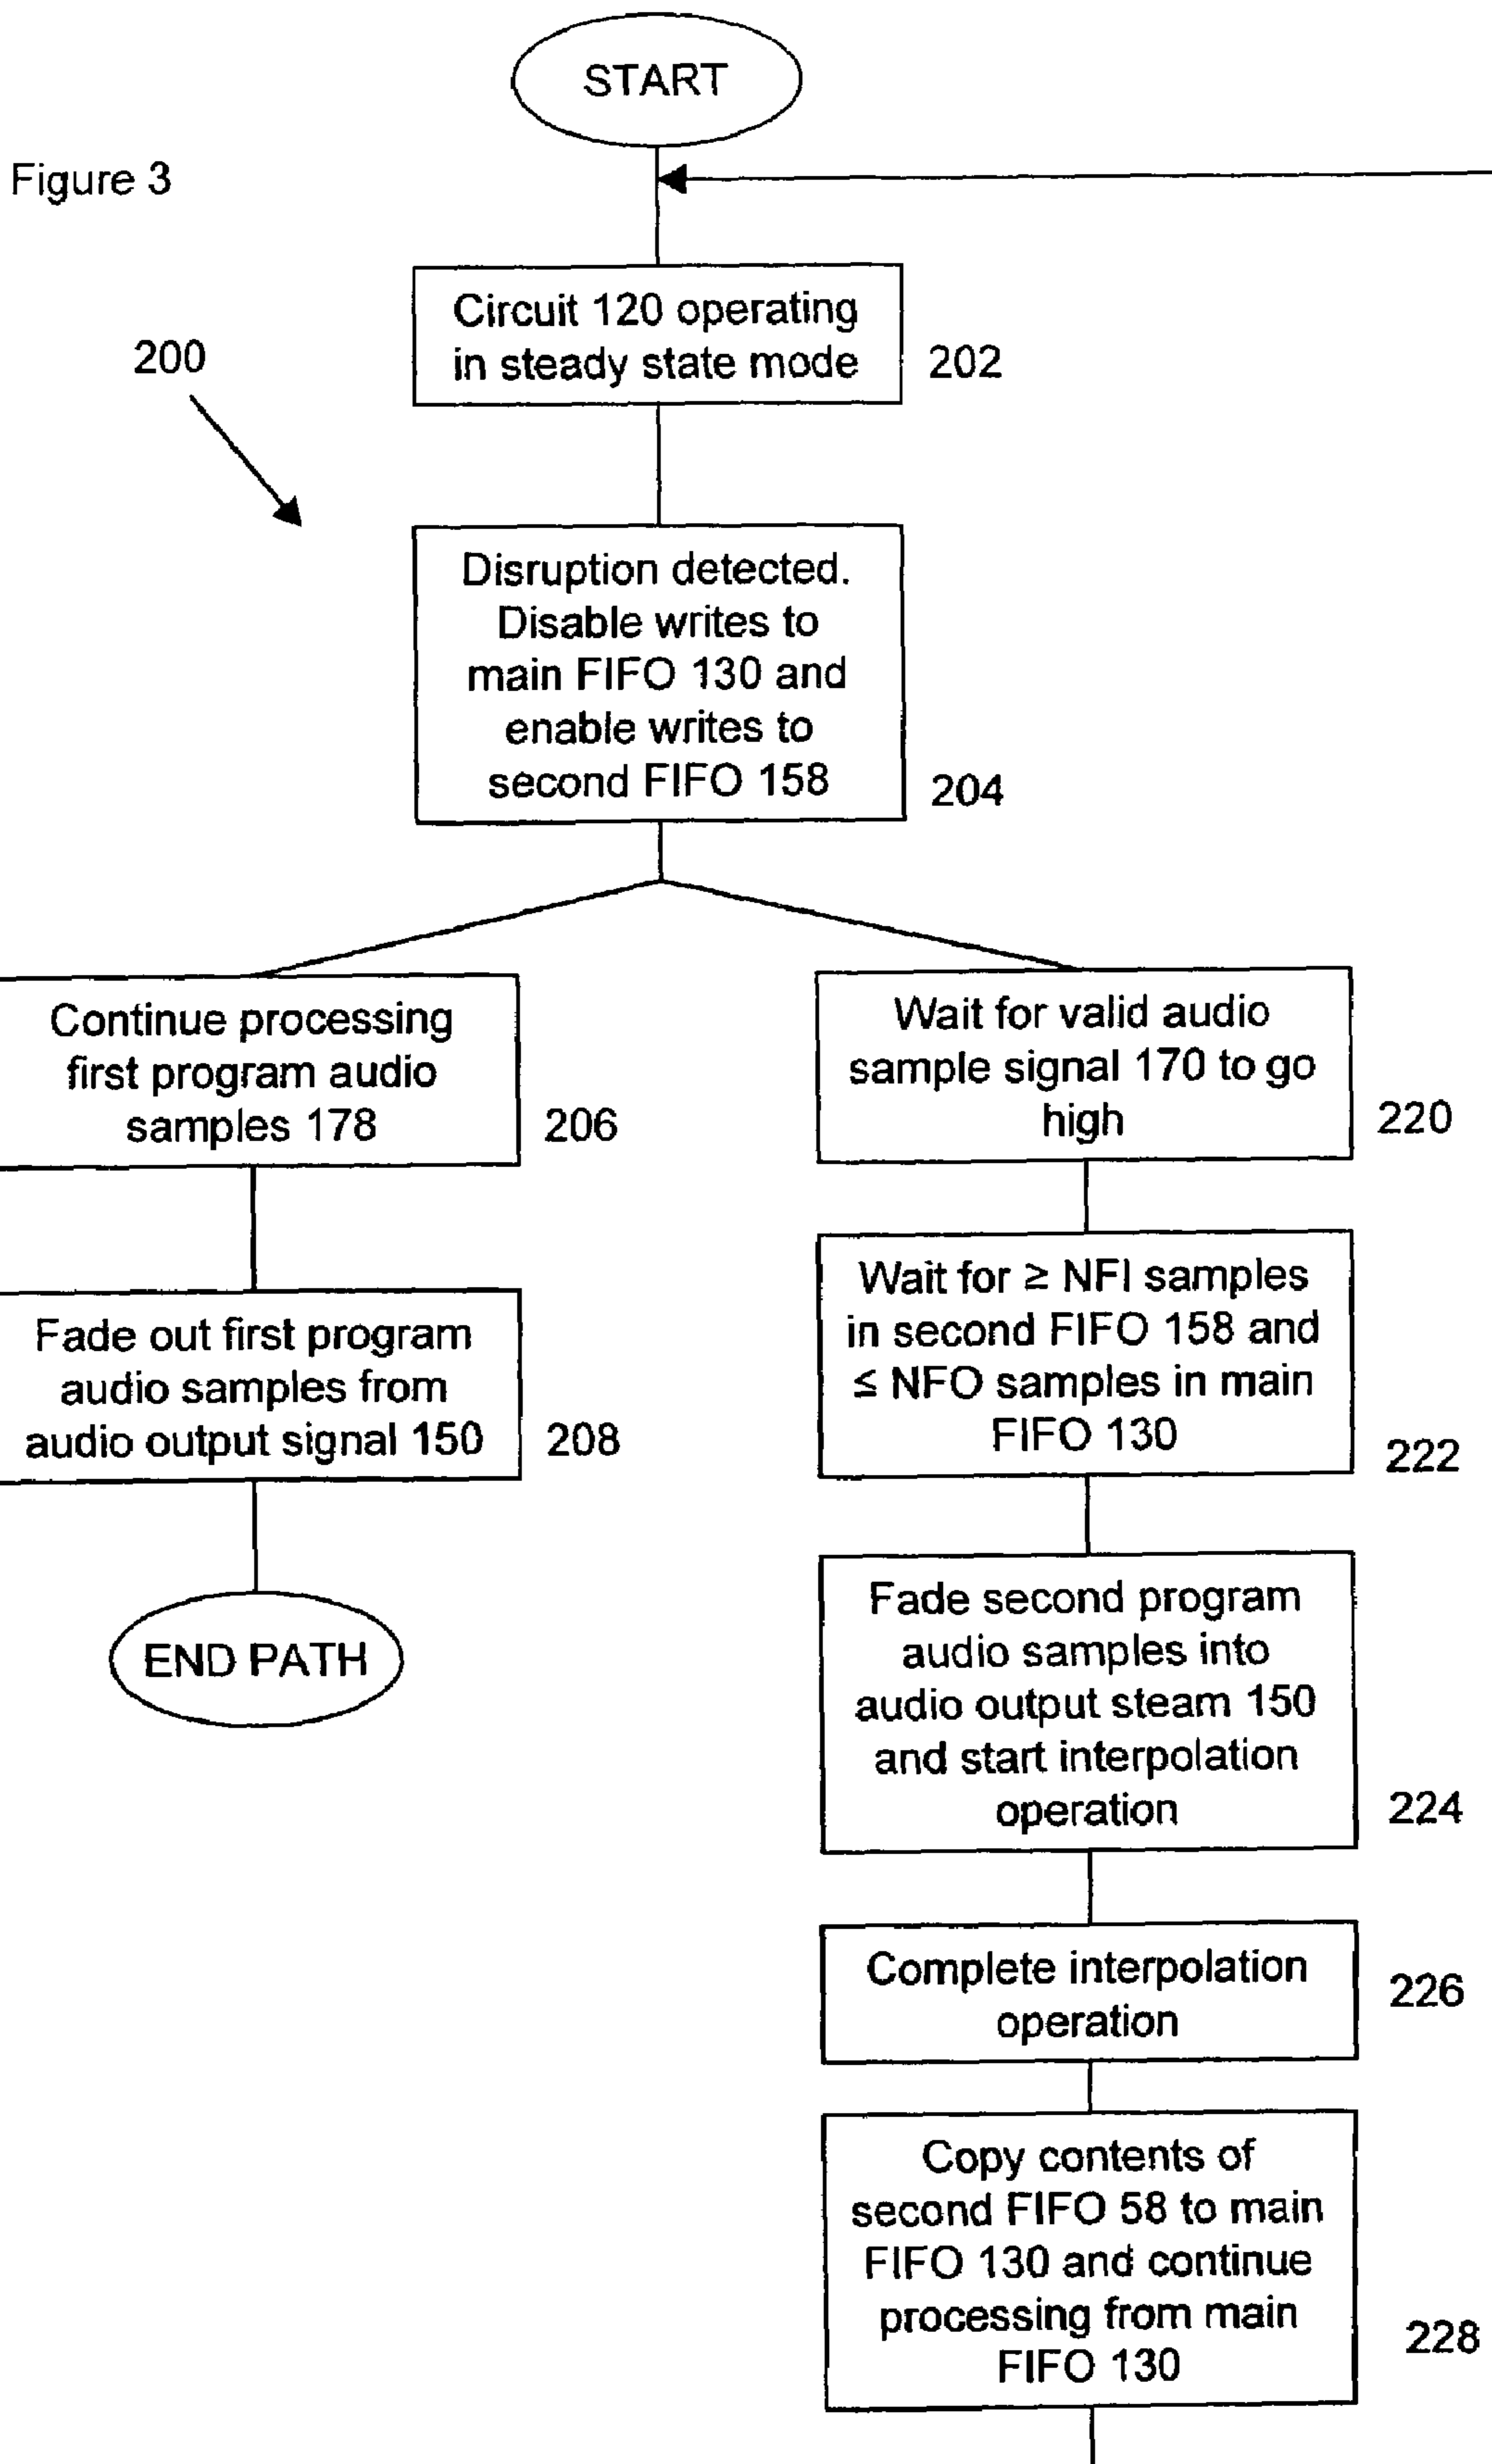 START
Figure 3
Circuit 120 operating
in steady state mode
202
200
Disruption detected.
Disable writes to
main FIFO 130 and
enable writes to
second FIFO 158
204
Continue processing
first program audio
samples 178
206
Fade out first program
audio samples from
audio output signal 150
208
END PATH
Wait for valid audio
sample signal 170 to go
high
220
Wait for ≥ NFI samples
in second FIFO 158 and
≤ NFO samples in main
FIFO 130
222
Fade second program
audio samples into
audio output steam 150
and start interpolation
operation
224
Complete interpolation
operation
226
Copy contents of
second FIFO 58 to main
FIFO 130 and continue
processing from main
FIFO 130
228